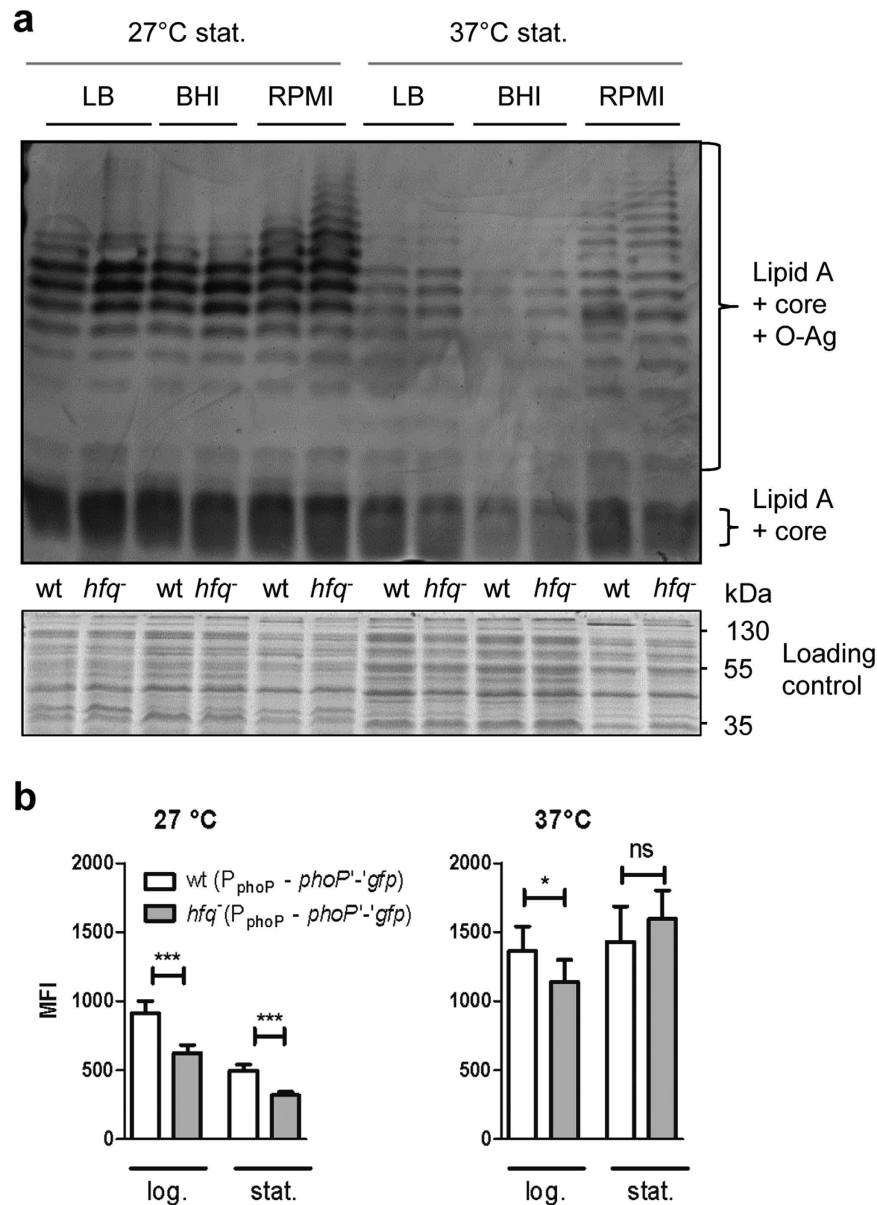 a
27°C stat. 37°C stat.
LB BHI RPMI LB BHI RPMI
Lipid A
+ core
+ O-Ag
Lipid A
+ core
wt hfq- wt hfq- wt hfq- wt hfq- wt hfq- wt hfq- kDa
130
55
35
Loading
control
b
27 °C
MFI
2000
1500
1000
500
0
wt (PphoP - phoP'-'gfp)
hfq- (PphoP - phoP'-'gfp)
*** ***
log. stat.
37°C
2000
1500
1000
500
0
* ns
log. stat.